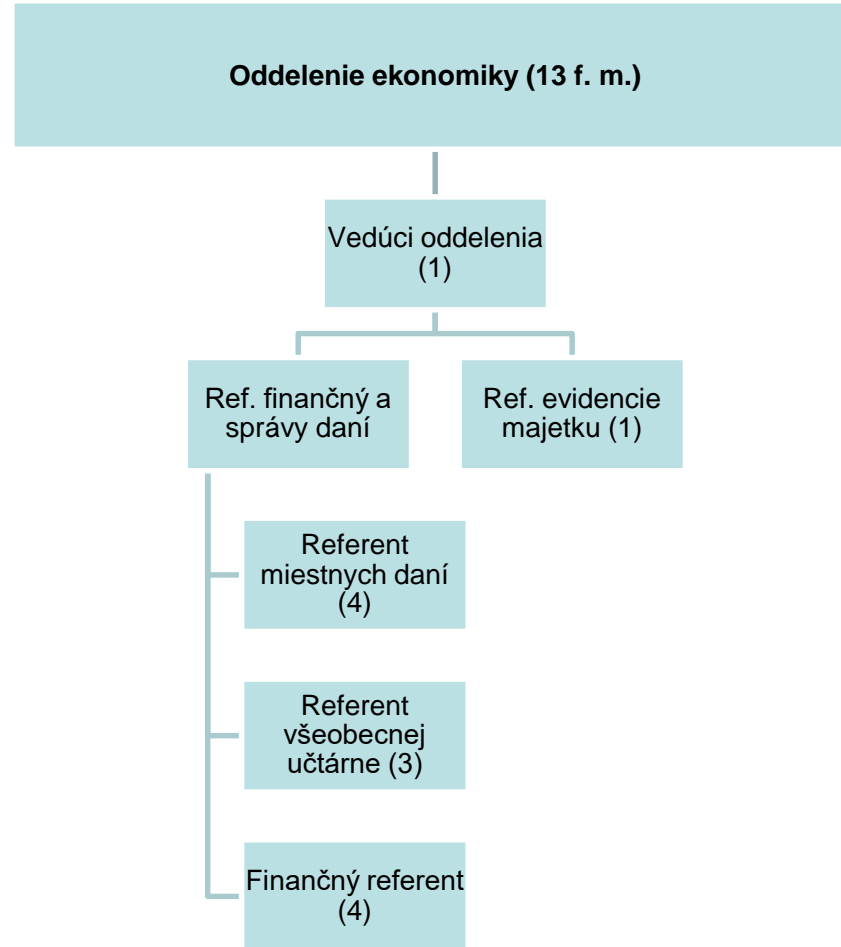 Oddelenie ekonomiky (13 f. m.)
Vedúci oddelenia
(1)
Ref. finančný a
správy daní
Ref. evidencie
majetku (1)
Referent
miestnych daní
(4)
Referent
všeobecnej
učtárne (3)
Finančný referent
(4)